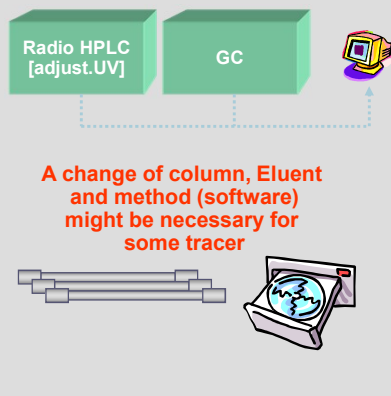 Radio HPLC
[adjust.UV]
GC
A change of column, Eluent
and method (software)
might be necessary for
some tracer